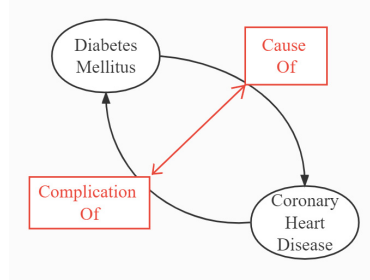 Diabetes
Mellitus
Cause
Of
Complication
Of
Coronary
Heart
Disease